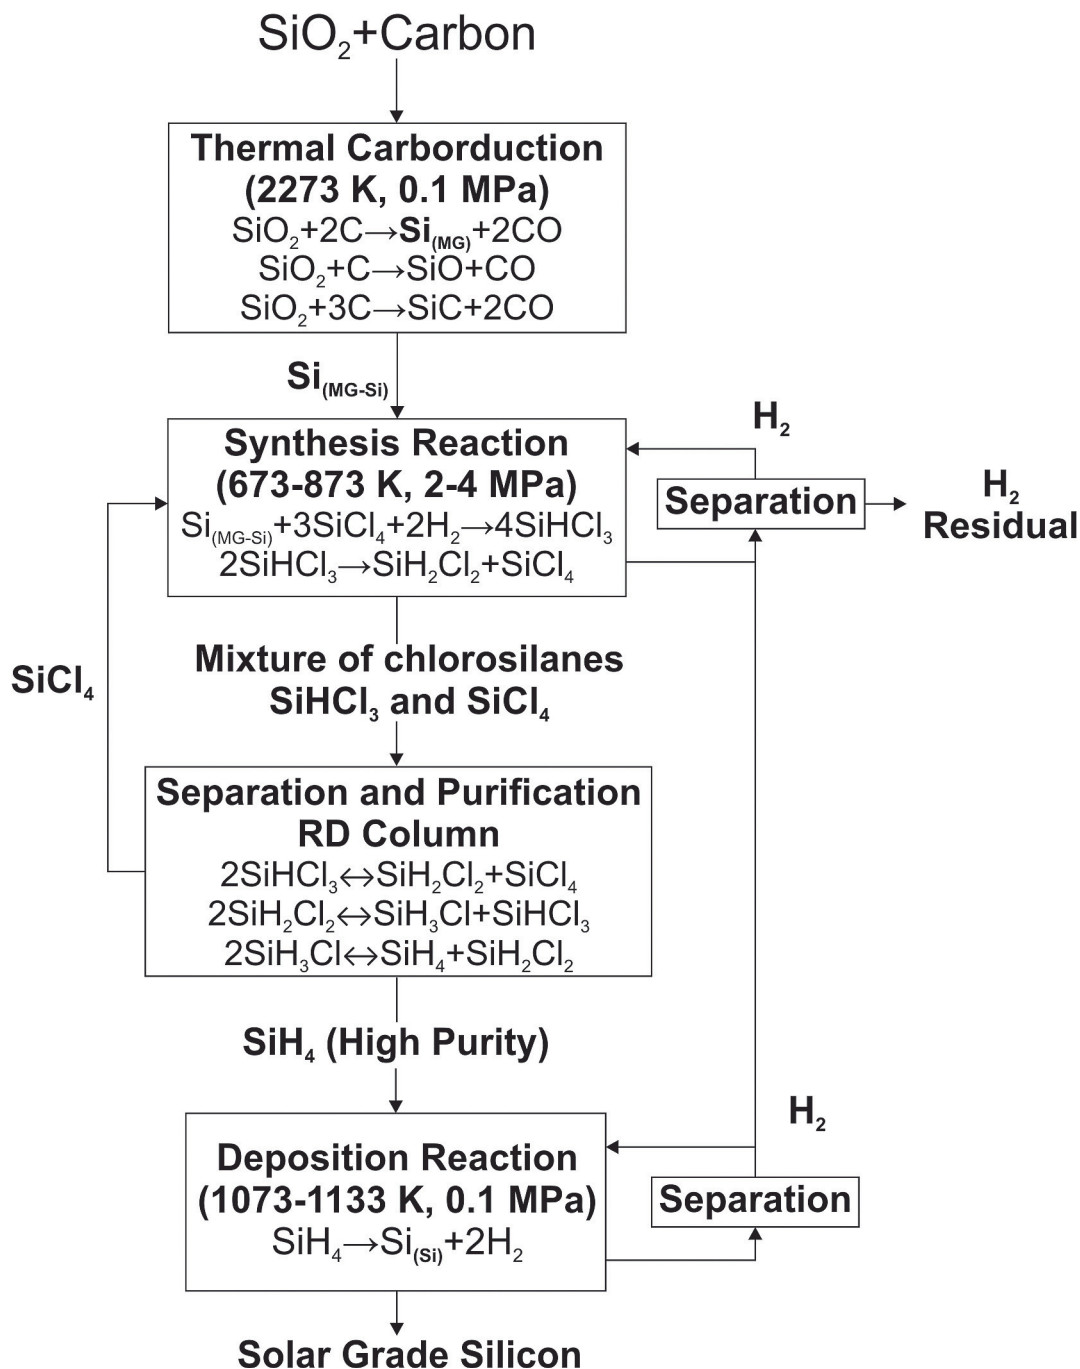 SiO₂+Carbon
Thermal Carborduction
(2273 K, 0.1 MPa)
SiO₂+2C→Si₍MG₎+2CO
SiO₂+C→SiO+CO
SiO₂+3C→SiC+2CO
Si(MG-Si)
H₂
Synthesis Reaction
(673-873 K, 2-4 MPa)
Si(MG-Si)+3SiCl₄+2H₂→4SiHCl₃
2SiHCl₃→SiH₂Cl₂+SiCl₄
Separation
H₂
Residual
Mixture of chlorosilanes
SiHCl₃ and SiCl₄
SiCl₄
Separation and Purification
RD Column
2SiHCl₃↔SiH₂Cl₂+SiCl₄
2SiH₂Cl₂↔SiH₃Cl+SiHCl₃
2SiH₃Cl↔SiH₄+SiH₂Cl₂
SiH₄ (High Purity)
H₂
Deposition Reaction
(1073-1133 K, 0.1 MPa)
SiH₄→Si(Si)+2H₂
Separation
Solar Grade Silicon